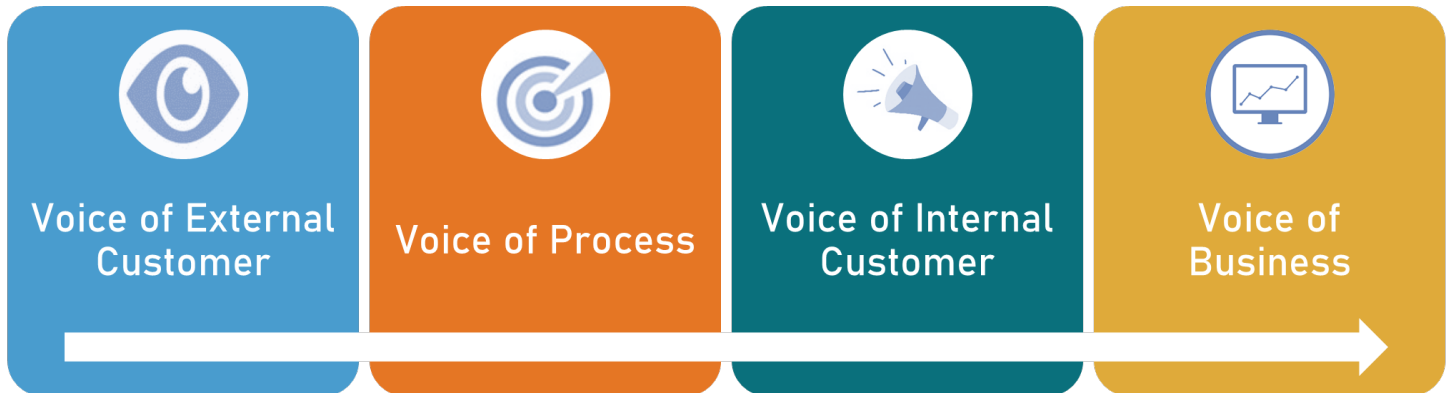 Voice of External
Customer
Voice of Process
Voice of Internal
Customer
Voice of
Business